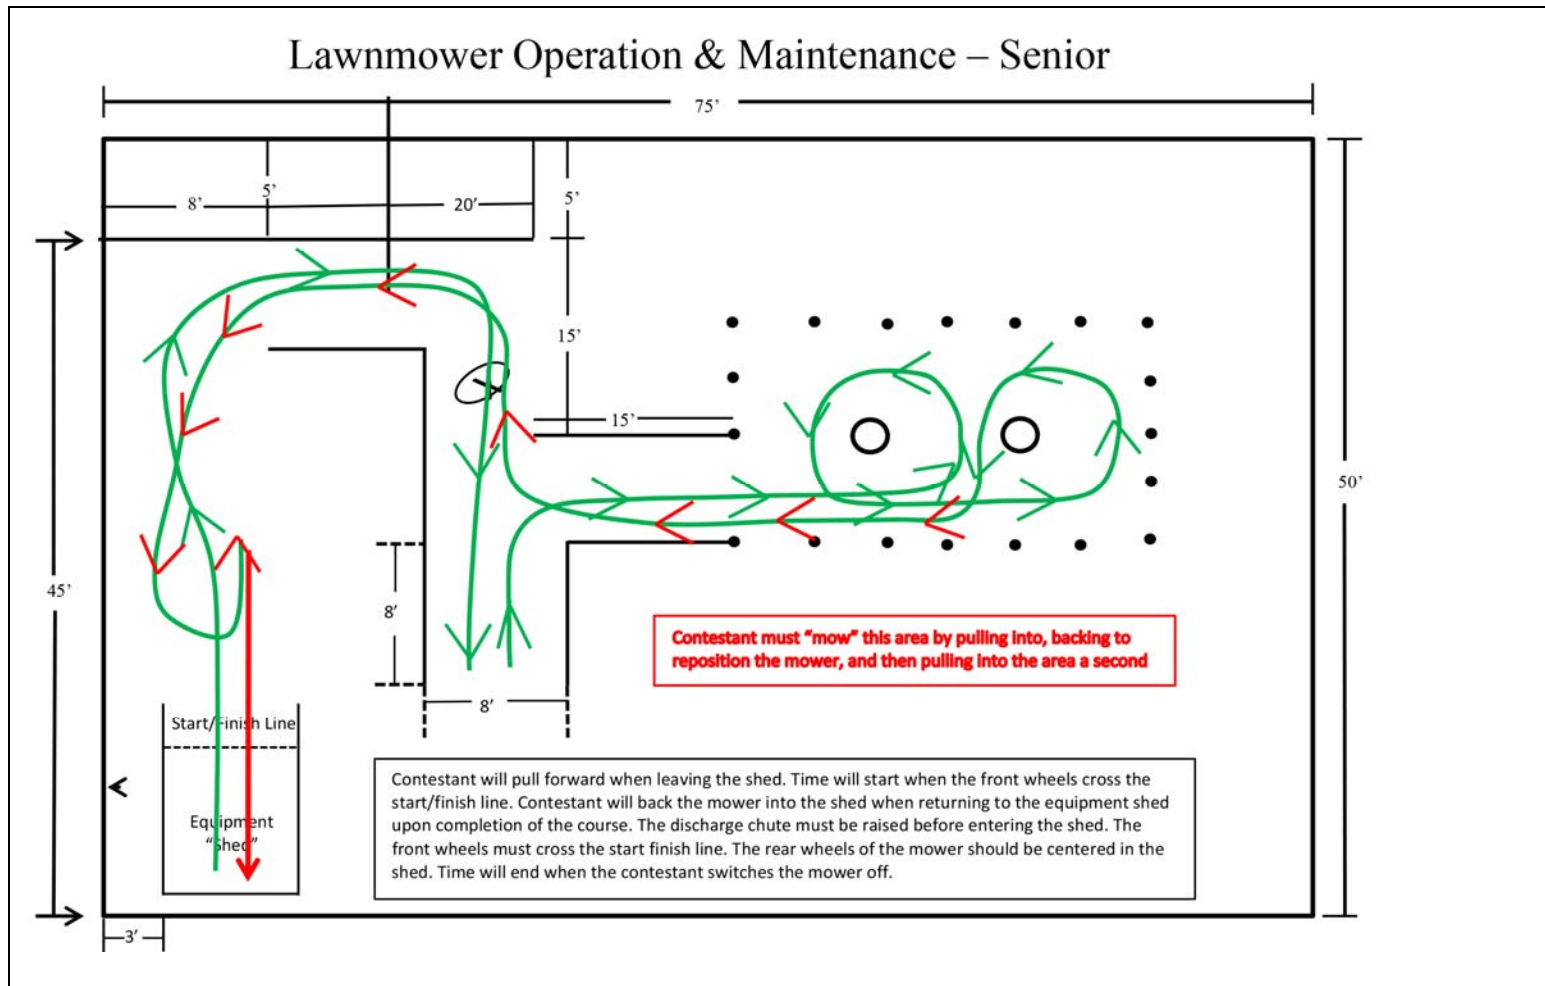 Lawnmower Operation & Maintenance – Senior
75’
8’
5’
20’
5’
15’
15’
45’
50’
8’
8’
Contestant must “mow” this area by pulling into, backing to
reposition the mower, and then pulling into the area a second
Start/Finish Line
Equipment
“Shed”
Contestant will pull forward when leaving the shed. Time will start when the front wheels cross the
start/finish line. Contestant will back the mower into the shed when returning to the equipment shed
upon completion of the course. The discharge chute must be raised before entering the shed. The
front wheels must cross the start finish line. The rear wheels of the mower should be centered in the
shed. Time will end when the contestant switches the mower off.
3’